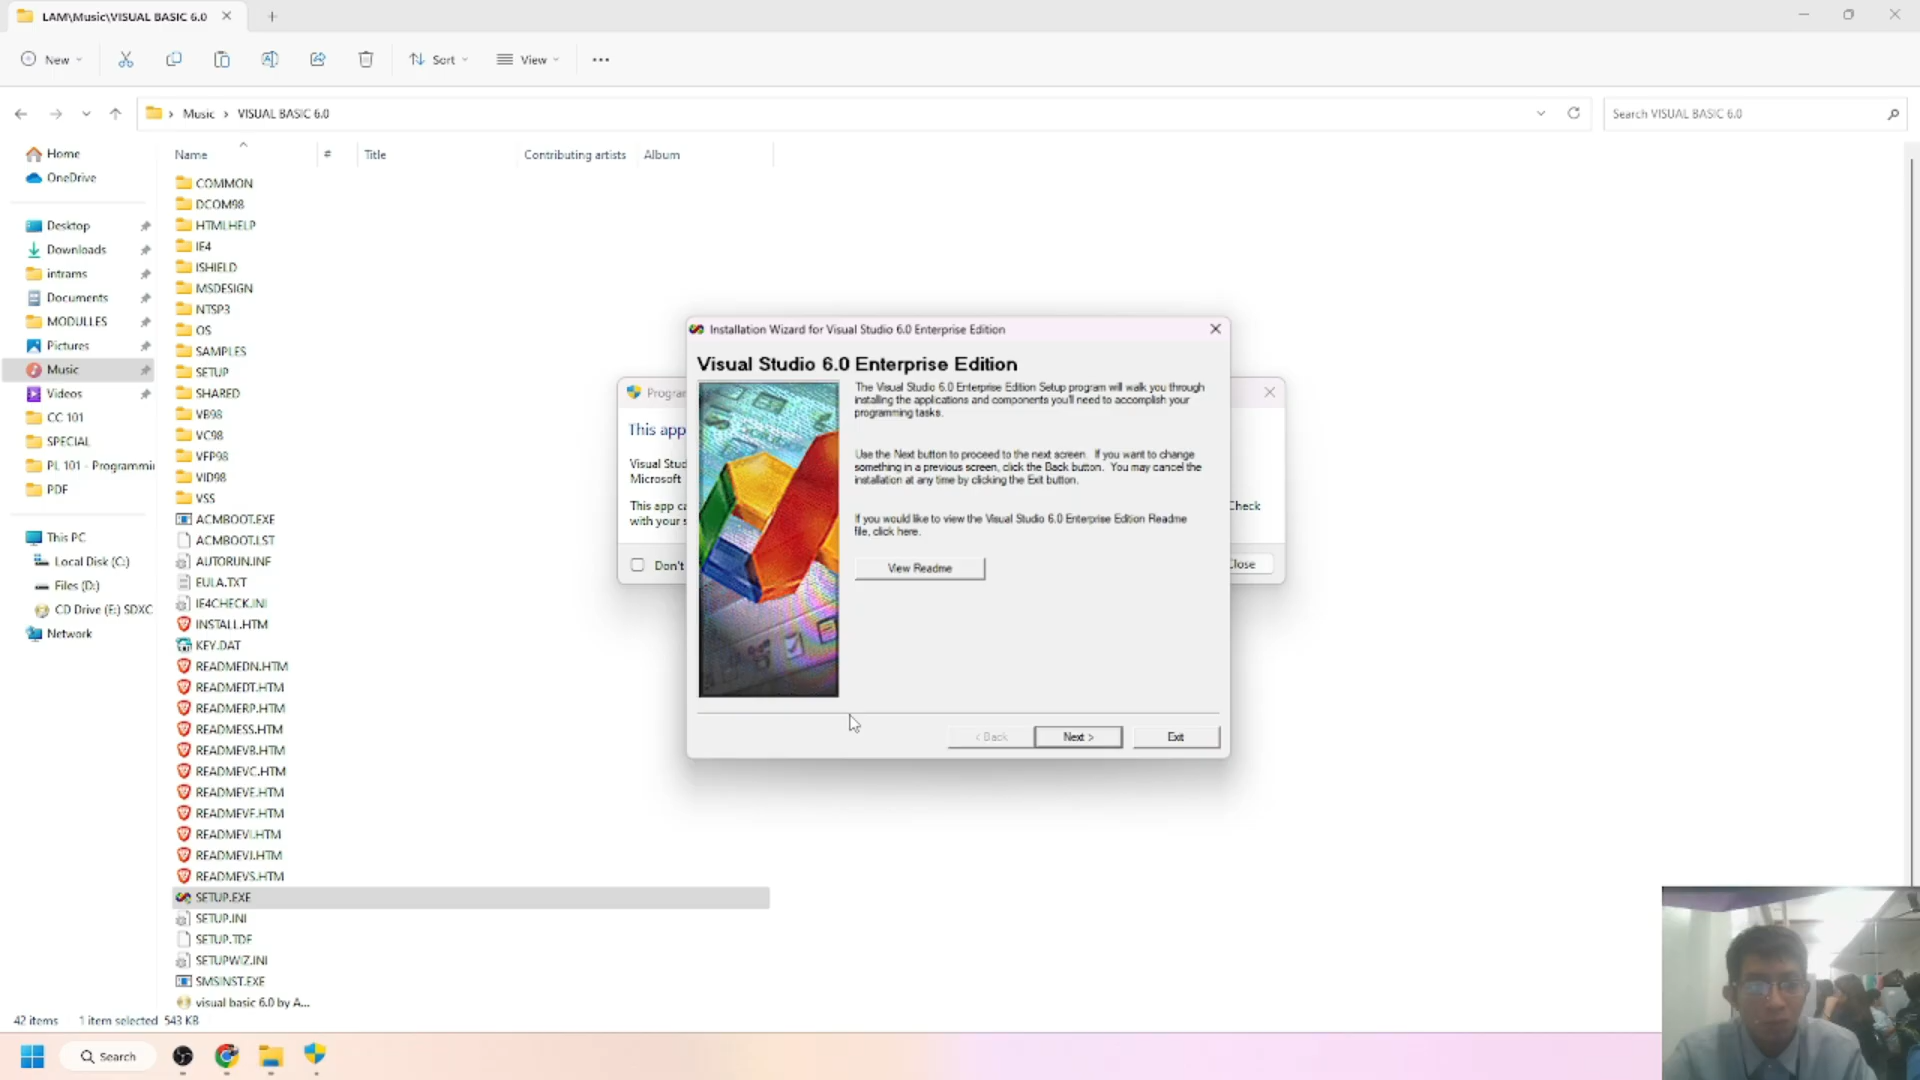 LAM\Music\VISUAL BASIC 6.0
New
Sort
View
Music
VISUAL BASIC 6.0
Search VISUAL BASIC 6.0
Name
#
Title
Contributing artists
Album
Home
OneDrive
Desktop
Downloads
intrams
Documents
MODULLES
Pictures
Music
Videos
CC 101
SPECIAL
PL 101 - Programmi
PDF
This PC
Local Disk (C:)
Files (D:)
CD Drive (E:) SDXC
Network
COMMON
DCOM98
HTMLHELP
IE4
ISHIELD
MSDESIGN
NTSP3
OS
SAMPLES
SETUP
SHARED
VB98
VC98
VFP98
VID98
VSS
ACMBOOT.EXE
ACMBOOT.LST
AUTORUN.INF
EULA.TXT
IE4CHECK.INI
INSTALL.HTM
KEY.DAT
READMEDN.HTM
READMEDT.HTM
READMERP.HTM
READMESS.HTM
READMEVB.HTM
READMEVC.HTM
READMEVE.HTM
READMEVF.HTM
READMEVI.HTM
READMEVJ.HTM
READMEVS.HTM
SETUP.EXE
SETUP.INI
SETUP.TDF
SETUPWIZ.INI
SMSINST.EXE
visual basic 6.0 by A...
42 items
1 item selected
543 KB
Progra
This app
Visual Stud
Microsoft
This app ca
with your s
Check
Don't
Close
Installation Wizard for Visual Studio 6.0 Enterprise Edition
Visual Studio 6.0 Enterprise Edition
The Visual Studio 6.0 Enterprise Edition Setup program will walk you through
installing the applications and components you'll need to accomplish your
programming tasks.
Use the Next button to proceed to the next screen. If you want to change
something in a previous screen, click the Back button. You may cancel the
installation at any time by clicking the Exit button.
If you would like to view the Visual Studio 6.0 Enterprise Edition Readme
file, click here.
View Readme
< Back
Next >
Exit
Search